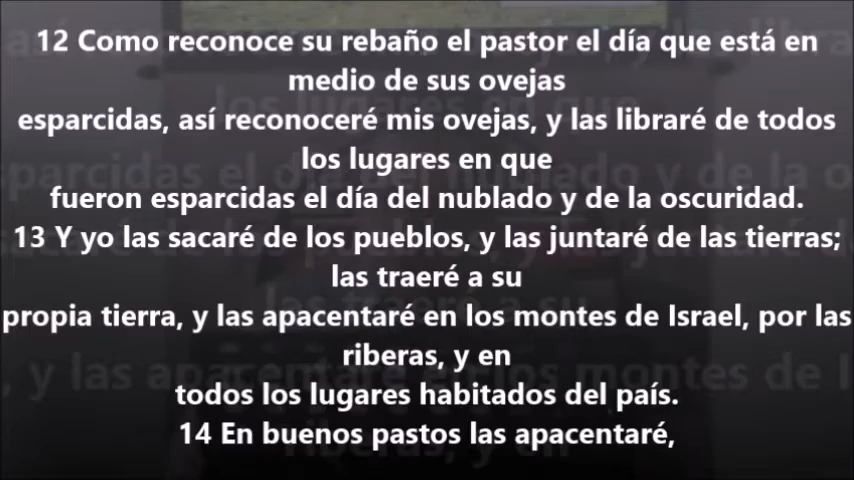 12 Como reconoce su rebaño el pastor el día que está en
medio de sus ovejas
esparcidas, así reconoceré mis ovejas, y las libraré de todos
los lugares en que
fueron esparcidas el día del nublado y de la oscuridad.
13 Y yo las sacaré de los pueblos, y las juntaré de las tierras;
las traeré a su
propia tierra, y las apacentaré en los montes de Israel, por las
riberas, y en
todos los lugares habitados del país.
14 En buenos pastos las apacentaré,